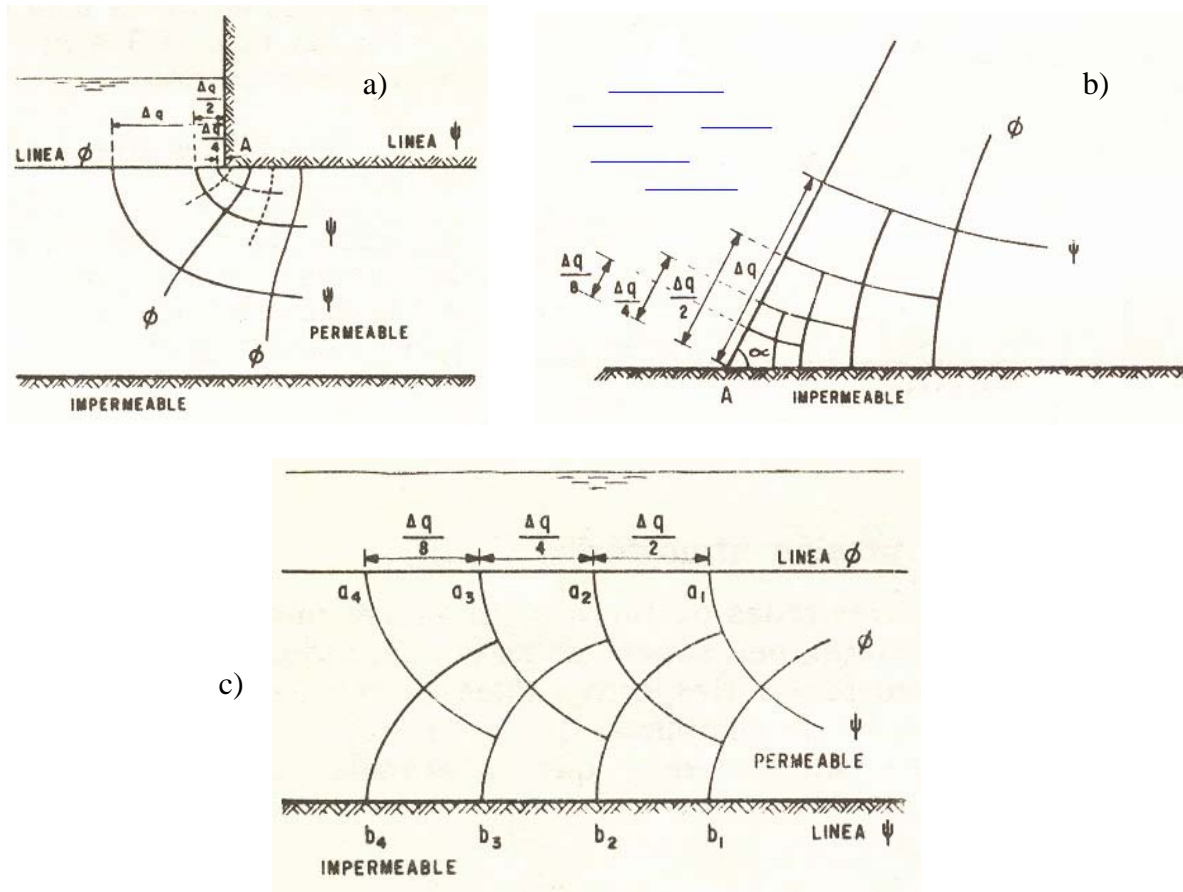 a)
Δq
Δq
2
Δq
4
A
LINEA ϕ
LINEA ψ
ψ
ψ
ϕ
ϕ
PERMEABLE
IMPERMEABLE
b)
ϕ
ψ
Δq
Δq
2
Δq
4
Δq
8
α
A
IMPERMEABLE
c)
Δq
8
Δq
4
Δq
2
LINEA ϕ
a4 a3 a2 a1
ϕ
ψ
PERMEABLE
b4 b3 b2 b1 LINEA ψ
IMPERMEABLE